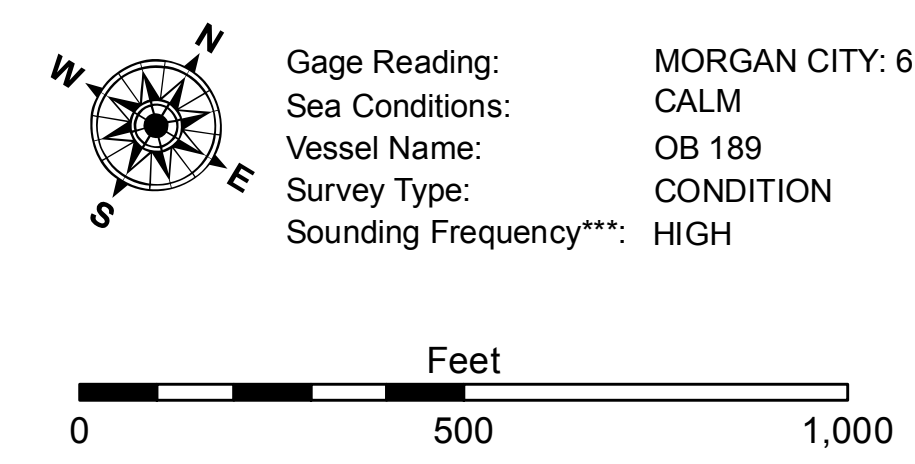 N
W
E
S
Gage Reading: MORGAN CITY: 6
Sea Conditions: CALM
Vessel Name: OB 189
Survey Type: CONDITION
Sounding Frequency***: HIGH
Feet
0 500 1,000